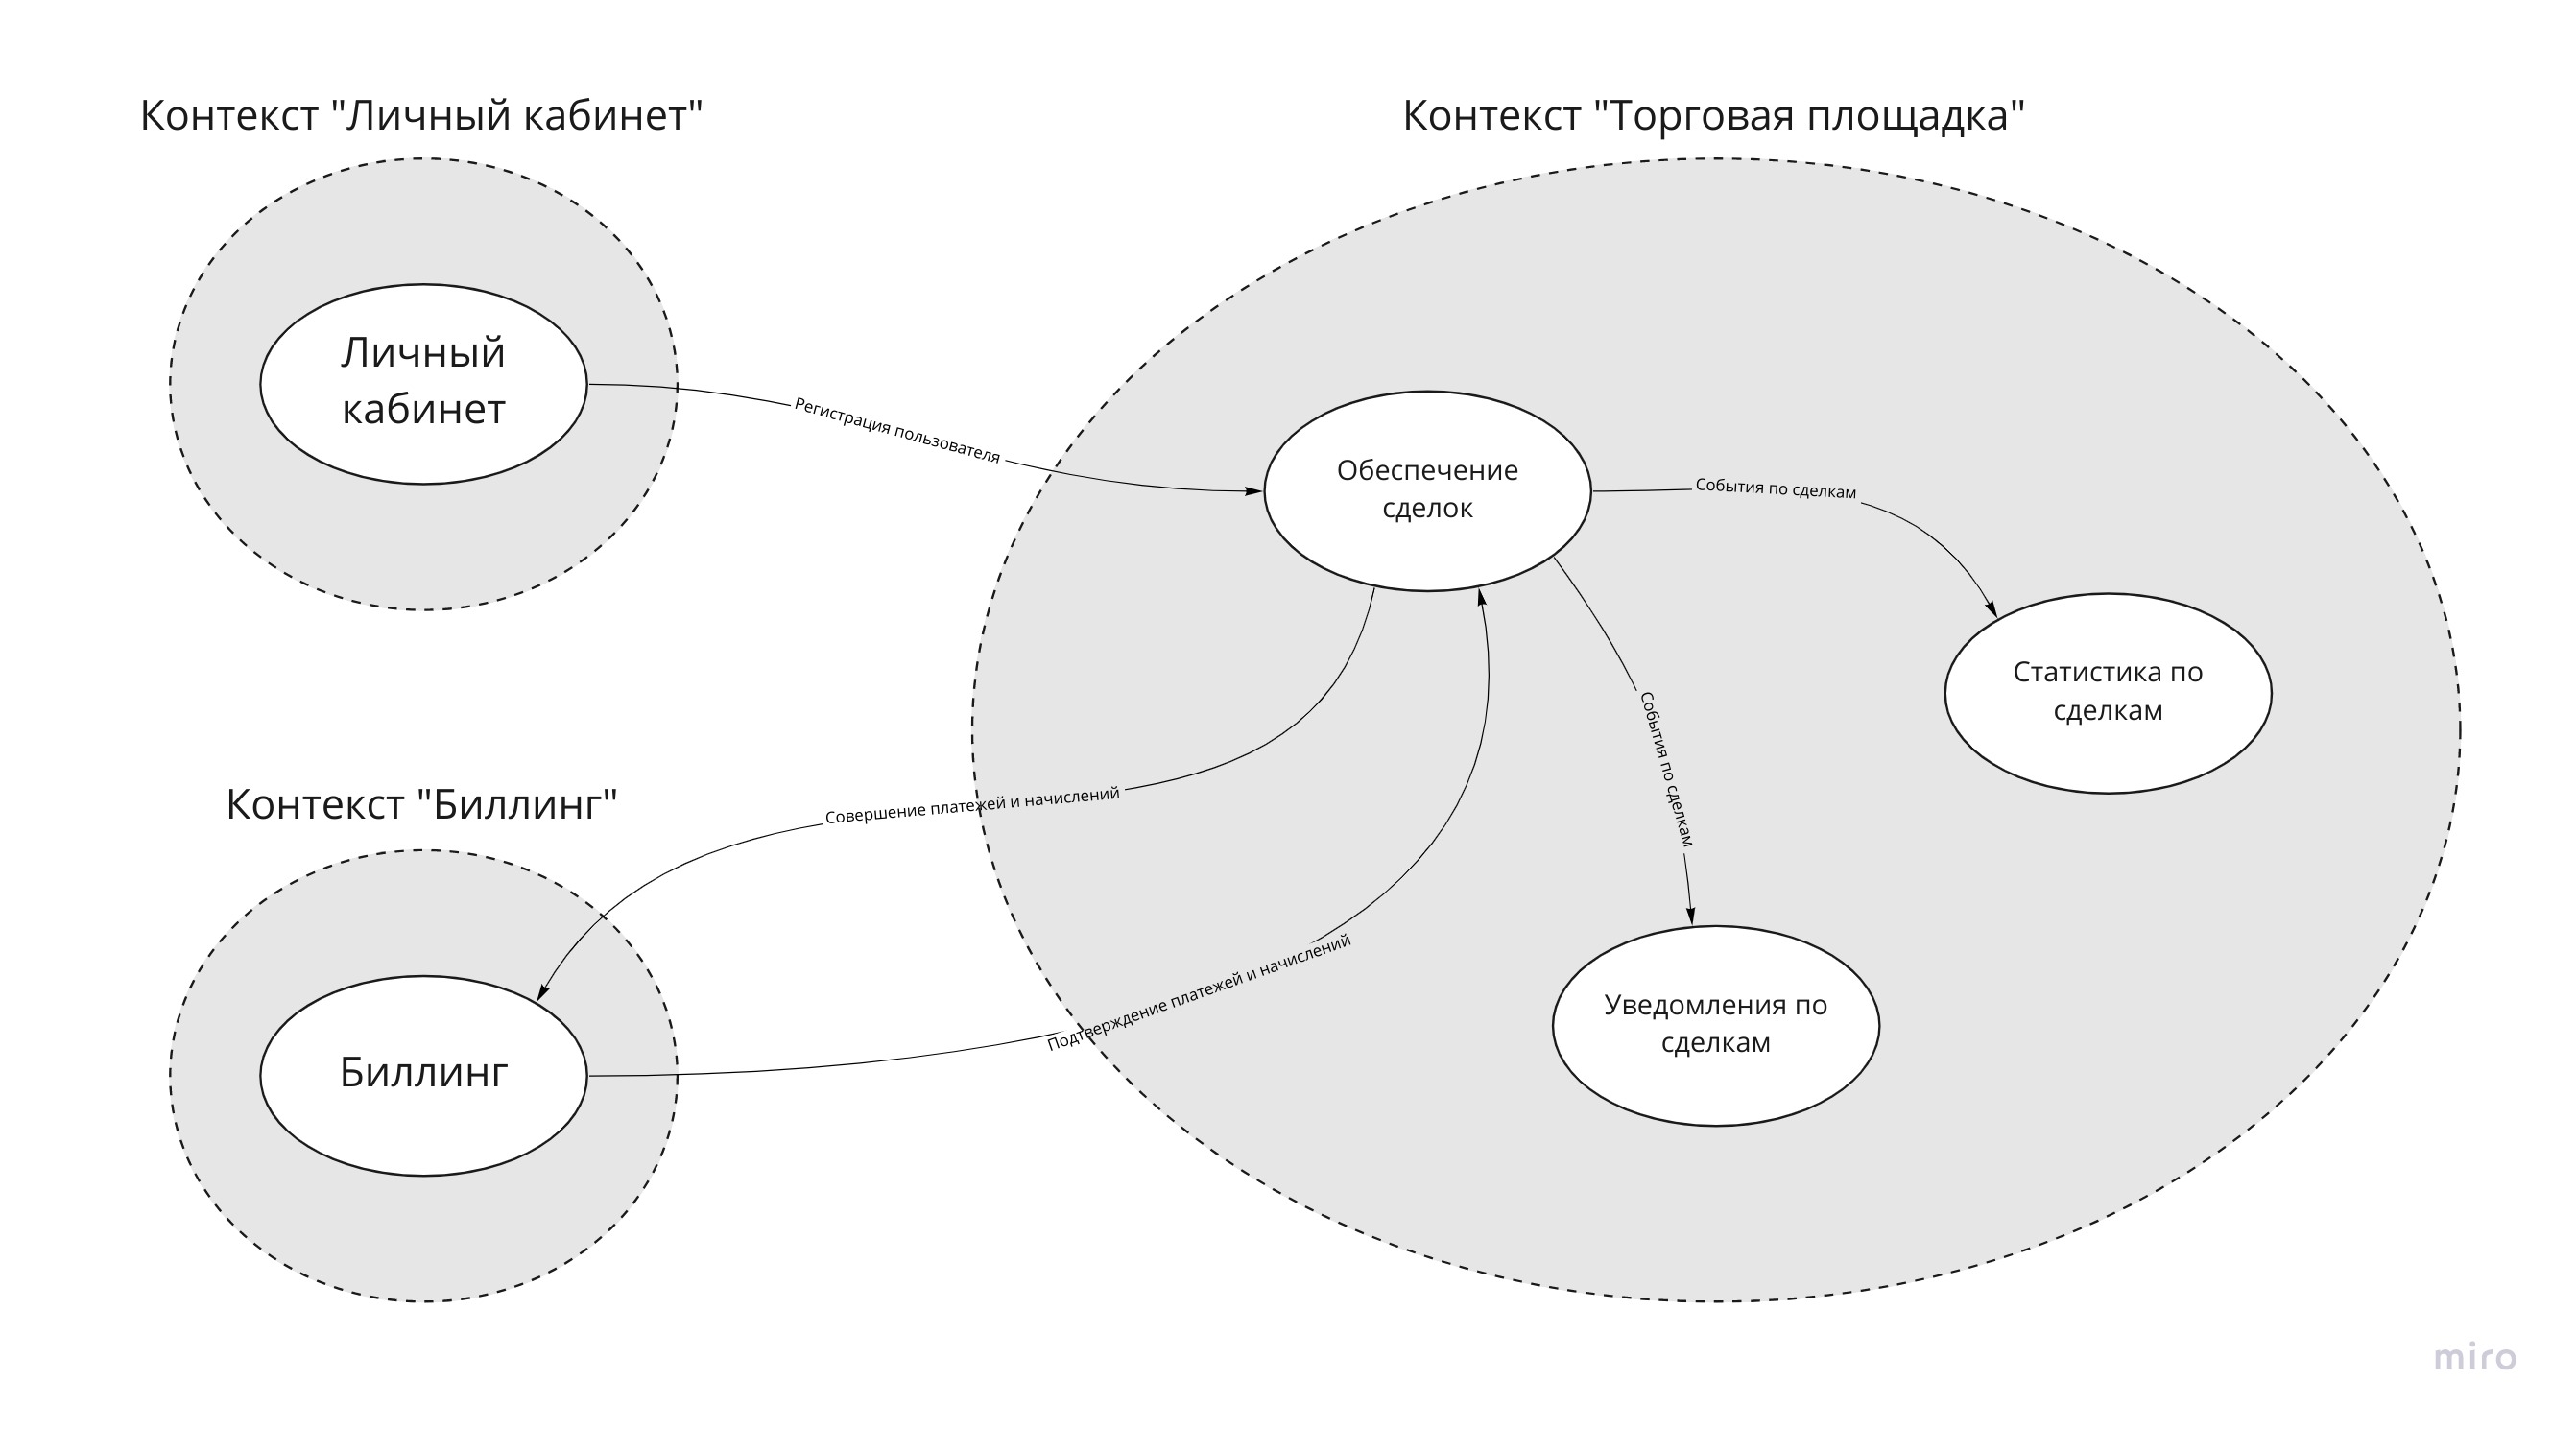 Контекст "Личный кабинет"
Контекст "Торговая площадка"
Личный
кабинет
Регистрация пользователя
Обеспечение
сделок
События по сделкам
Статистика по
сделкам
События по сделкам
Контекст "Биллинг"
Совершение платежей и начислений
Подтверждение платежей и начислений
Уведомления по
сделкам
Биллинг
miro